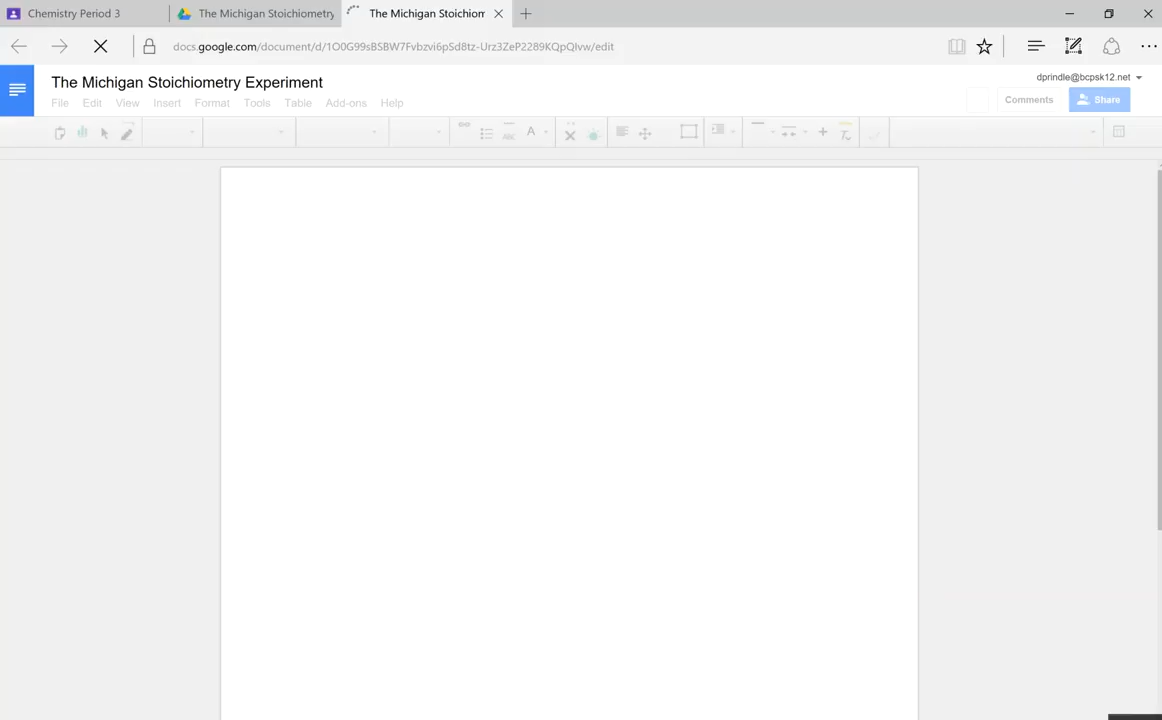 Chemistry Period 3
The Michigan Stoichiometry
The Michigan Stoichiom
docs.google.com/document/d/1O0G99sBSBW7Fvbzvi6pSd8tz-Urz3ZeP2289KQpQIvw/edit
The Michigan Stoichiometry Experiment
dprindle@bcpsk12.net
File Edit View Insert Format Tools Table Add-ons Help
Comments
Share